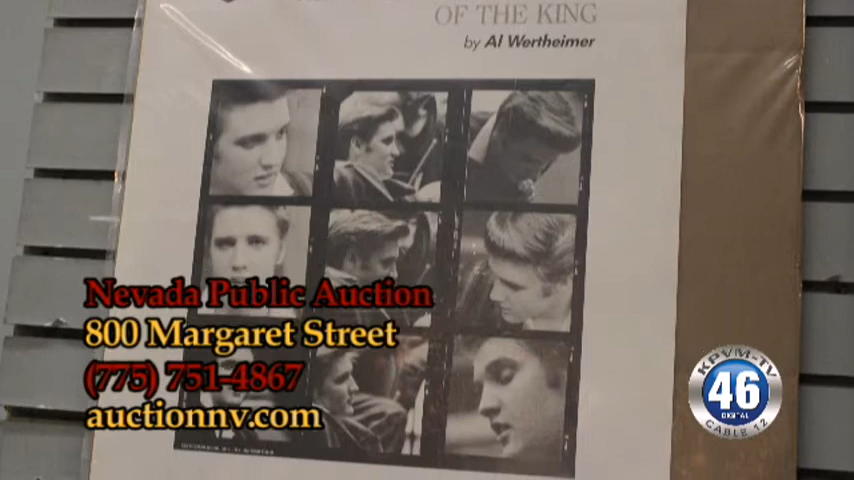 OF THE KING
by Al Wertheimer
Nevada Public Auction
800 Margaret Street
(775) 751-4867
auctionnv.com
KPVM-TV
46
DIGITAL
CABLE 12